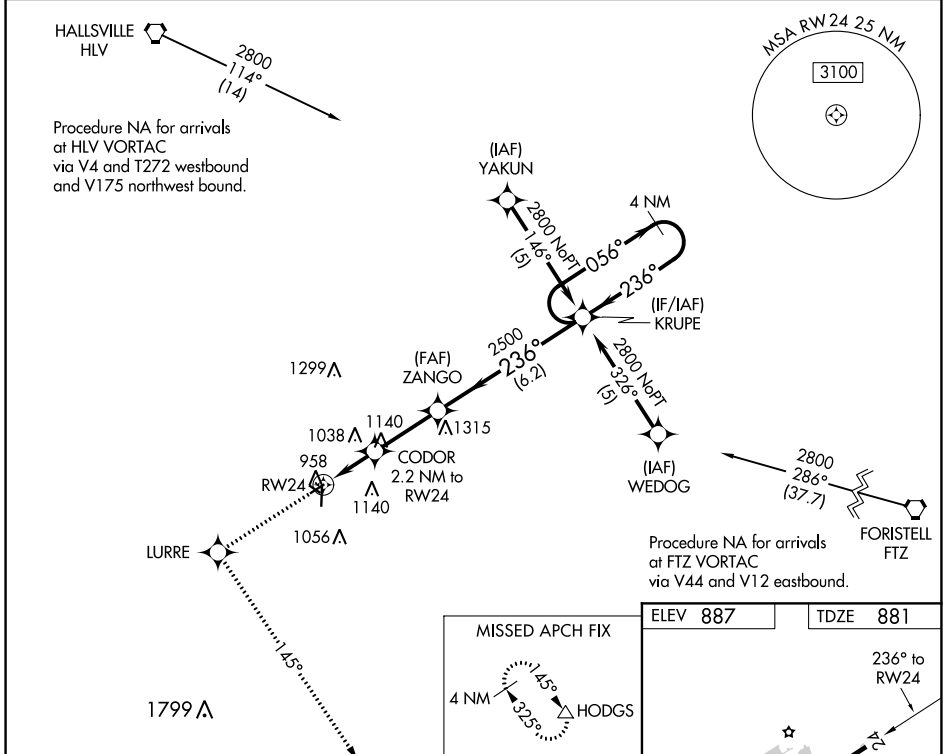 HALLSVILLE
HLV
2800
114°
(14)
Procedure NA for arrivals
at HLV VORTAC
via V4 and T272 westbound
and V175 northwest bound.
MSA RW24 25 NM
3100
(IAF)
YAKUN
2800 NoPT
146°
(5)
4 NM
056°
236°
(IF/IAF)
KRUPE
2500
236°
(6.2)
(FAF)
ZANGO
2800 NoPT
326°
(5)
1299
1315
1140
1038
CODOR
2.2 NM to
RW24
958
RW24
1140
1056
(IAF)
WEDOG
2800
286°
(37.7)
FORISTELL
FTZ
Procedure NA for arrivals
at FTZ VORTAC
via V44 and V12 eastbound.
LURRE
145°
1799
MISSED APCH FIX
4 NM
145°
325°
HODGS
ELEV 887
TDZE 881
236° to
RW24
24